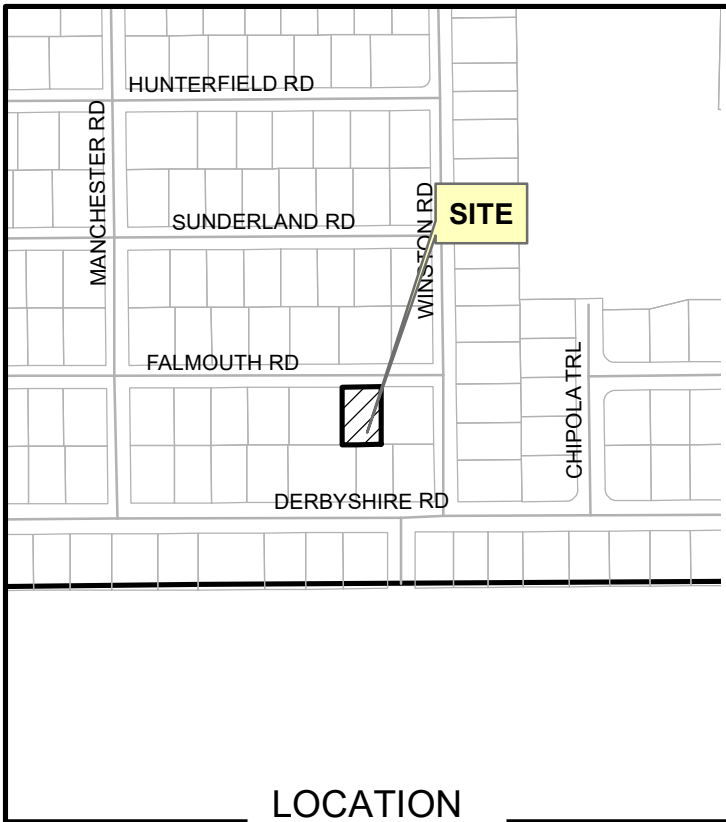 HUNTERFIELD RD
MANCHESTER RD
SUNDERLAND RD
WINSTON RD
SITE
FALMOUTH RD
CHIPOLA TRL
DERBYSHIRE RD
LOCATION